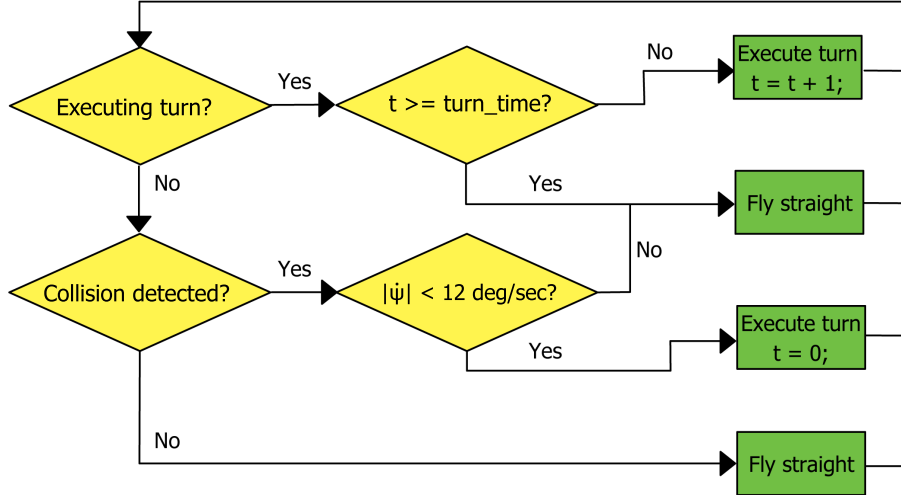 Executing turn?
Yes
t >= turn_time?
No
Execute turn
t = t + 1;
No
Yes
Fly straight
Collision detected?
Yes
|ψ̇| < 12 deg/sec?
No
Yes
Execute turn
t = 0;
No
Fly straight